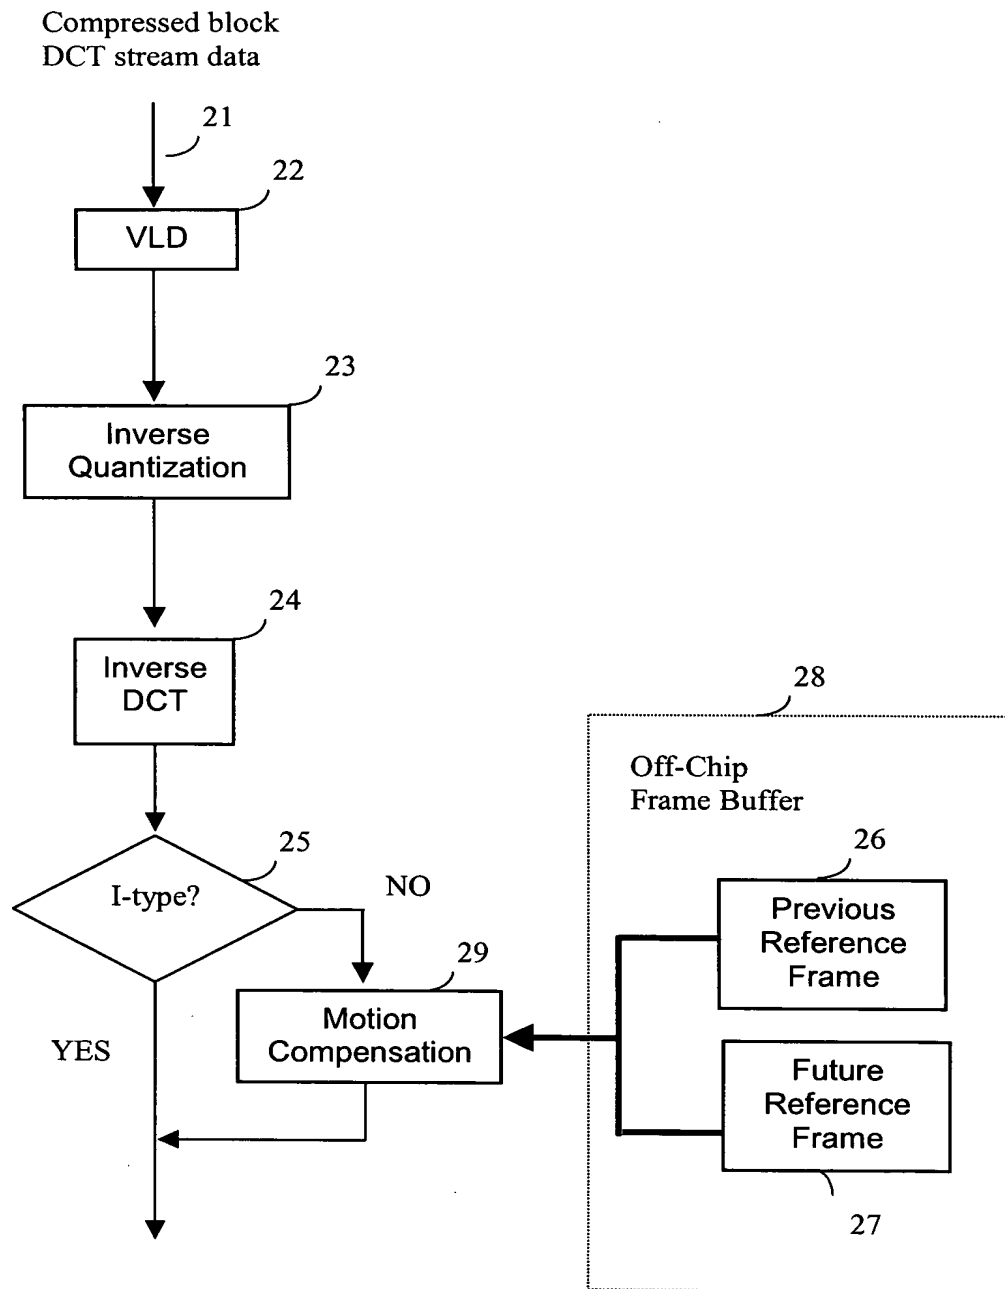 Compressed block
DCT stream data
21
22
VLD
23
Inverse
Quantization
24
Inverse
DCT
28
Off-Chip
Frame Buffer
25
I-type?
NO
26
Previous
Reference
Frame
29
Motion
Compensation
YES
Future
Reference
Frame
27